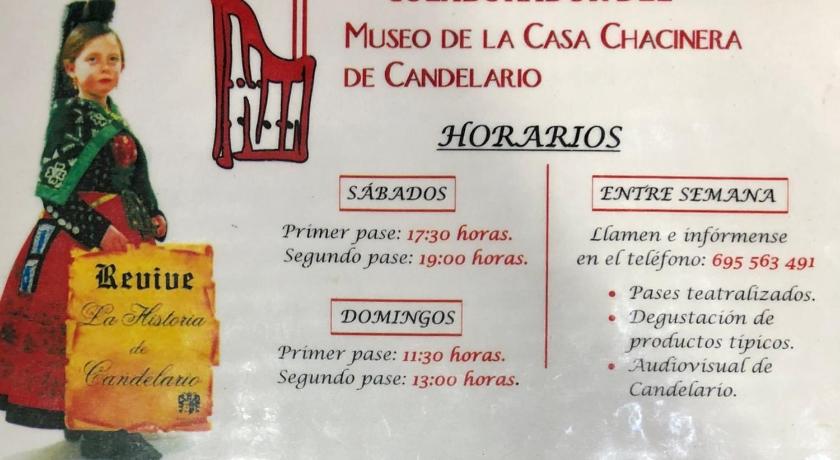 COLABORADOR DEL
MUSEO DE LA CASA CHACINERA
DE CANDELARIO
HORARIOS
SÁBADOS
Primer pase: 17:30 horas.
Segundo pase: 19:00 horas.
DOMINGOS
Primer pase: 11:30 horas.
Segundo pase: 13:00 horas.
ENTRE SEMANA
Llamen e infórmense
en el teléfono: 695 563 491
• Pases teatralizados.
• Degustación de
productos típicos.
• Audiovisual de
Candelario.
Revive
La Historia
de
Candelario